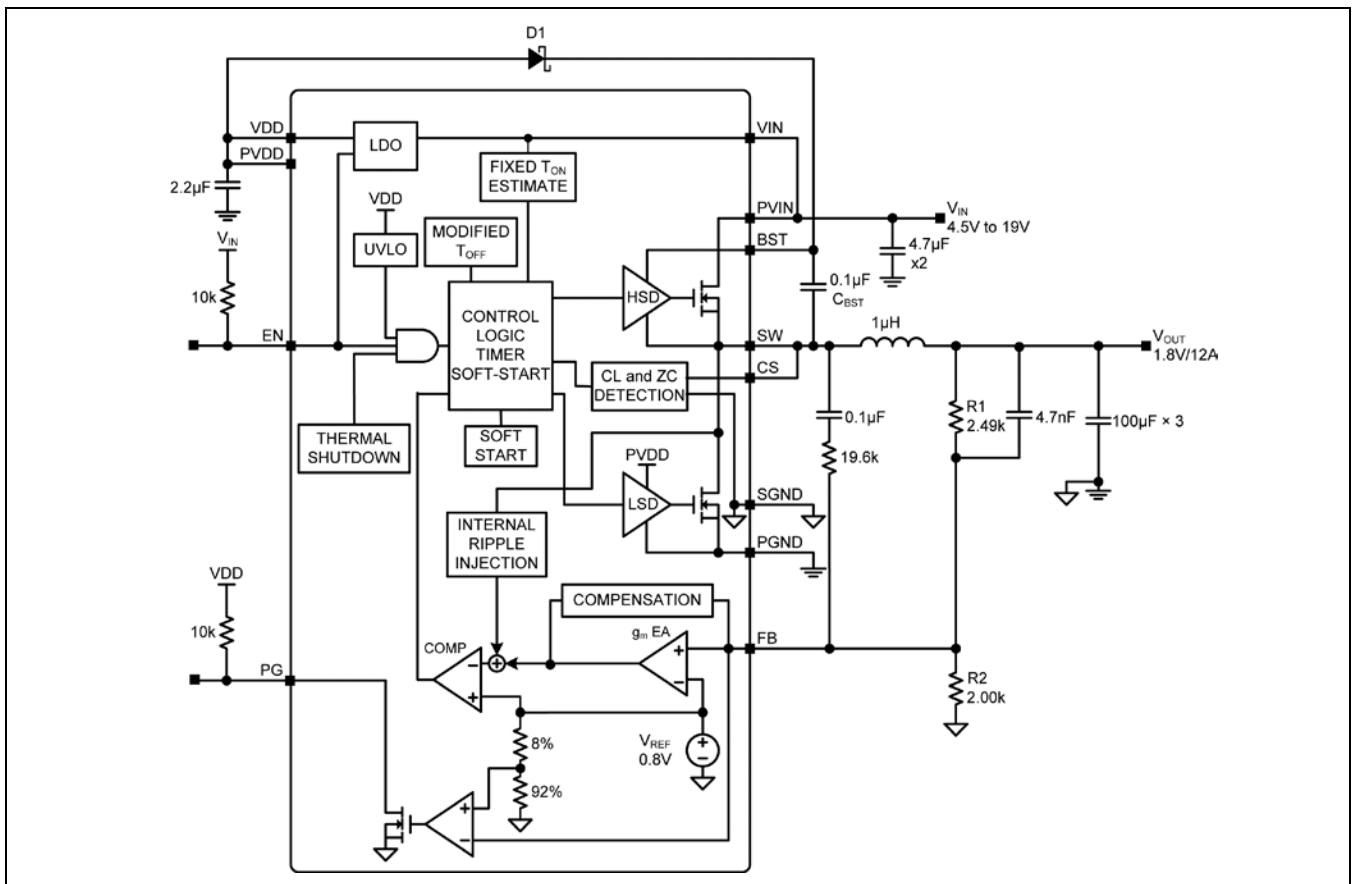 D1
VDD
LDO
VIN
PVDD
FIXED TON
ESTIMATE
2.2µF
VDD
PVIN
VIN
4.5V to 19V
VIN
UVLO
MODIFIED
TOFF
BST
4.7µF
x2
10k
HSD
0.1µF
CBST
EN
CONTROL
LOGIC
TIMER
SOFT-START
SW
1µH
VOUT
1.8V/12A
CL and ZC
DETECTION
CS
THERMAL
SHUTDOWN
SOFT
START
0.1µF
R1
2.49k
4.7nF
100µF × 3
19.6k
PVDD
LSD
SGND
INTERNAL
RIPPLE
INJECTION
PGND
VDD
COMPENSATION
10k
gm EA
COMP
FB
+
−
+
−
+
PG
R2
2.00k
8%
VREF
0.8V
+
−
92%
+
−